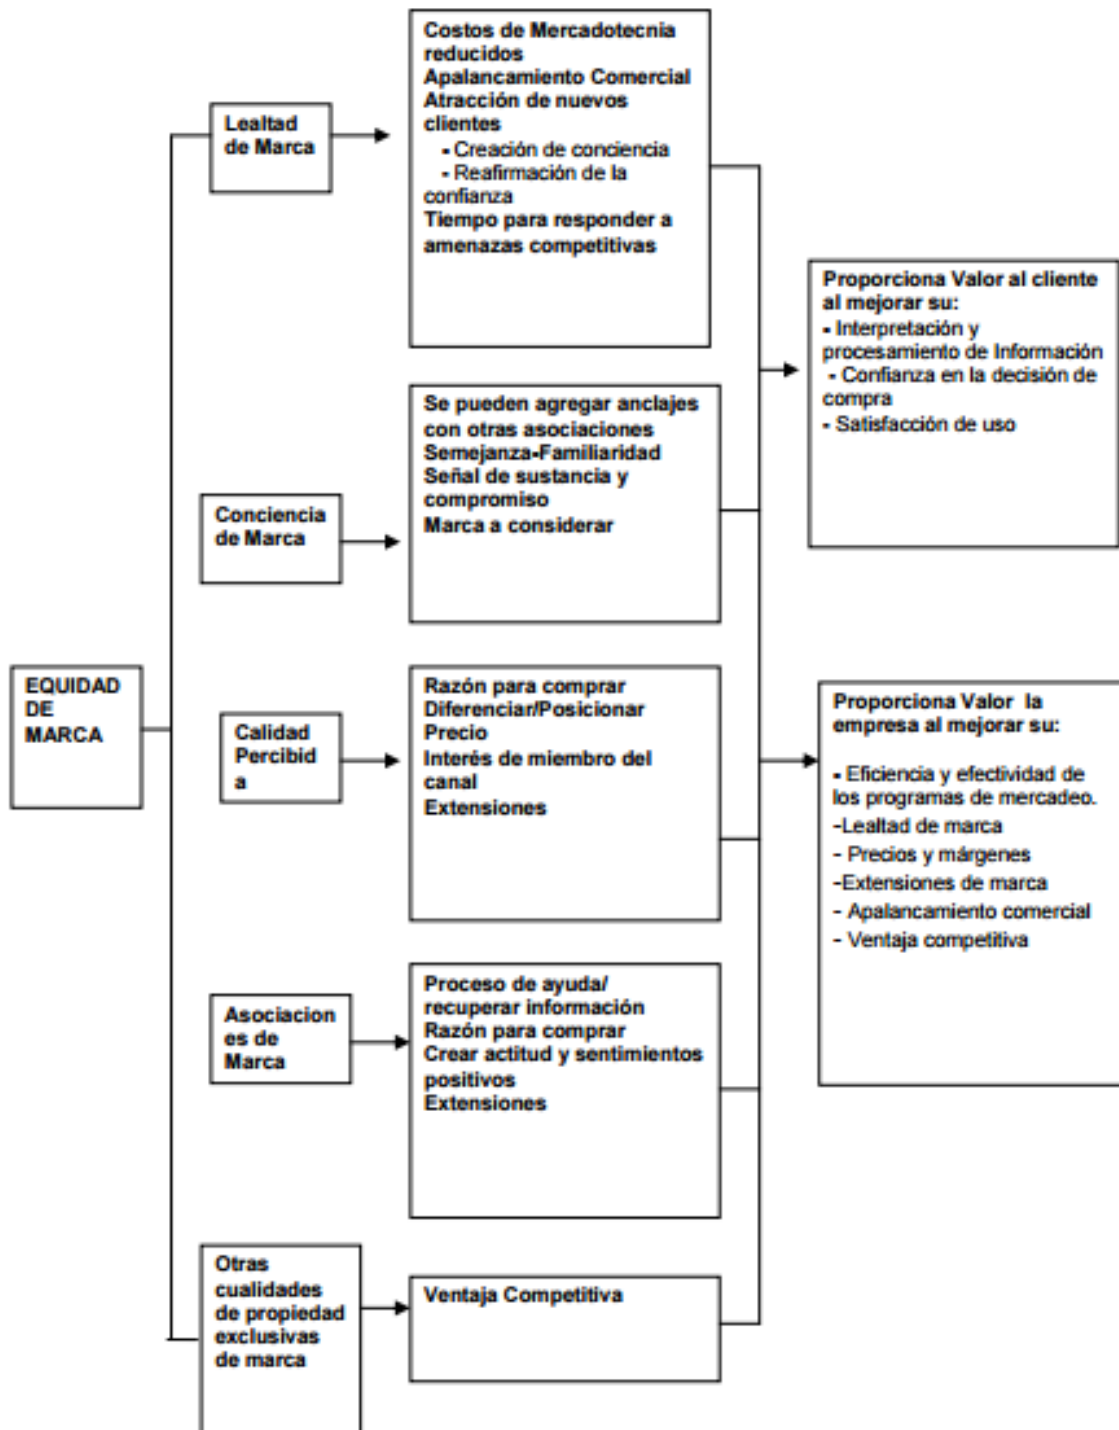 Costos de Mercadotecnia
reducidos
Apalancamiento Comercial
Atracción de nuevos
clientes
- Creación de conciencia
- Reafirmación de la
confianza
Tiempo para responder a
amenazas competitivas
Lealtad
de Marca
Proporciona Valor al cliente
al mejorar su:
- Interpretación y
procesamiento de Información
- Confianza en la decisión de
compra
- Satisfacción de uso
Se pueden agregar anclajes
con otras asociaciones
Semejanza-Familiaridad
Señal de sustancia y
compromiso
Marca a considerar
Conciencia
de Marca
EQUIDAD
DE
MARCA
Calidad
Percibid
a
Razón para comprar
Diferenciar/Posicionar
Precio
Interés de miembro del
canal
Extensiones
Proporciona Valor la
empresa al mejorar su:
- Eficiencia y efectividad de
los programas de mercadeo.
-Lealtad de marca
- Precios y márgenes
-Extensiones de marca
- Apalancamiento comercial
- Ventaja competitiva
Asociacion
es de
Marca
Proceso de ayuda/
recuperar información
Razón para comprar
Crear actitud y sentimientos
positivos
Extensiones
Otras
cualidades
de propiedad
exclusivas
de marca
Ventaja Competitiva